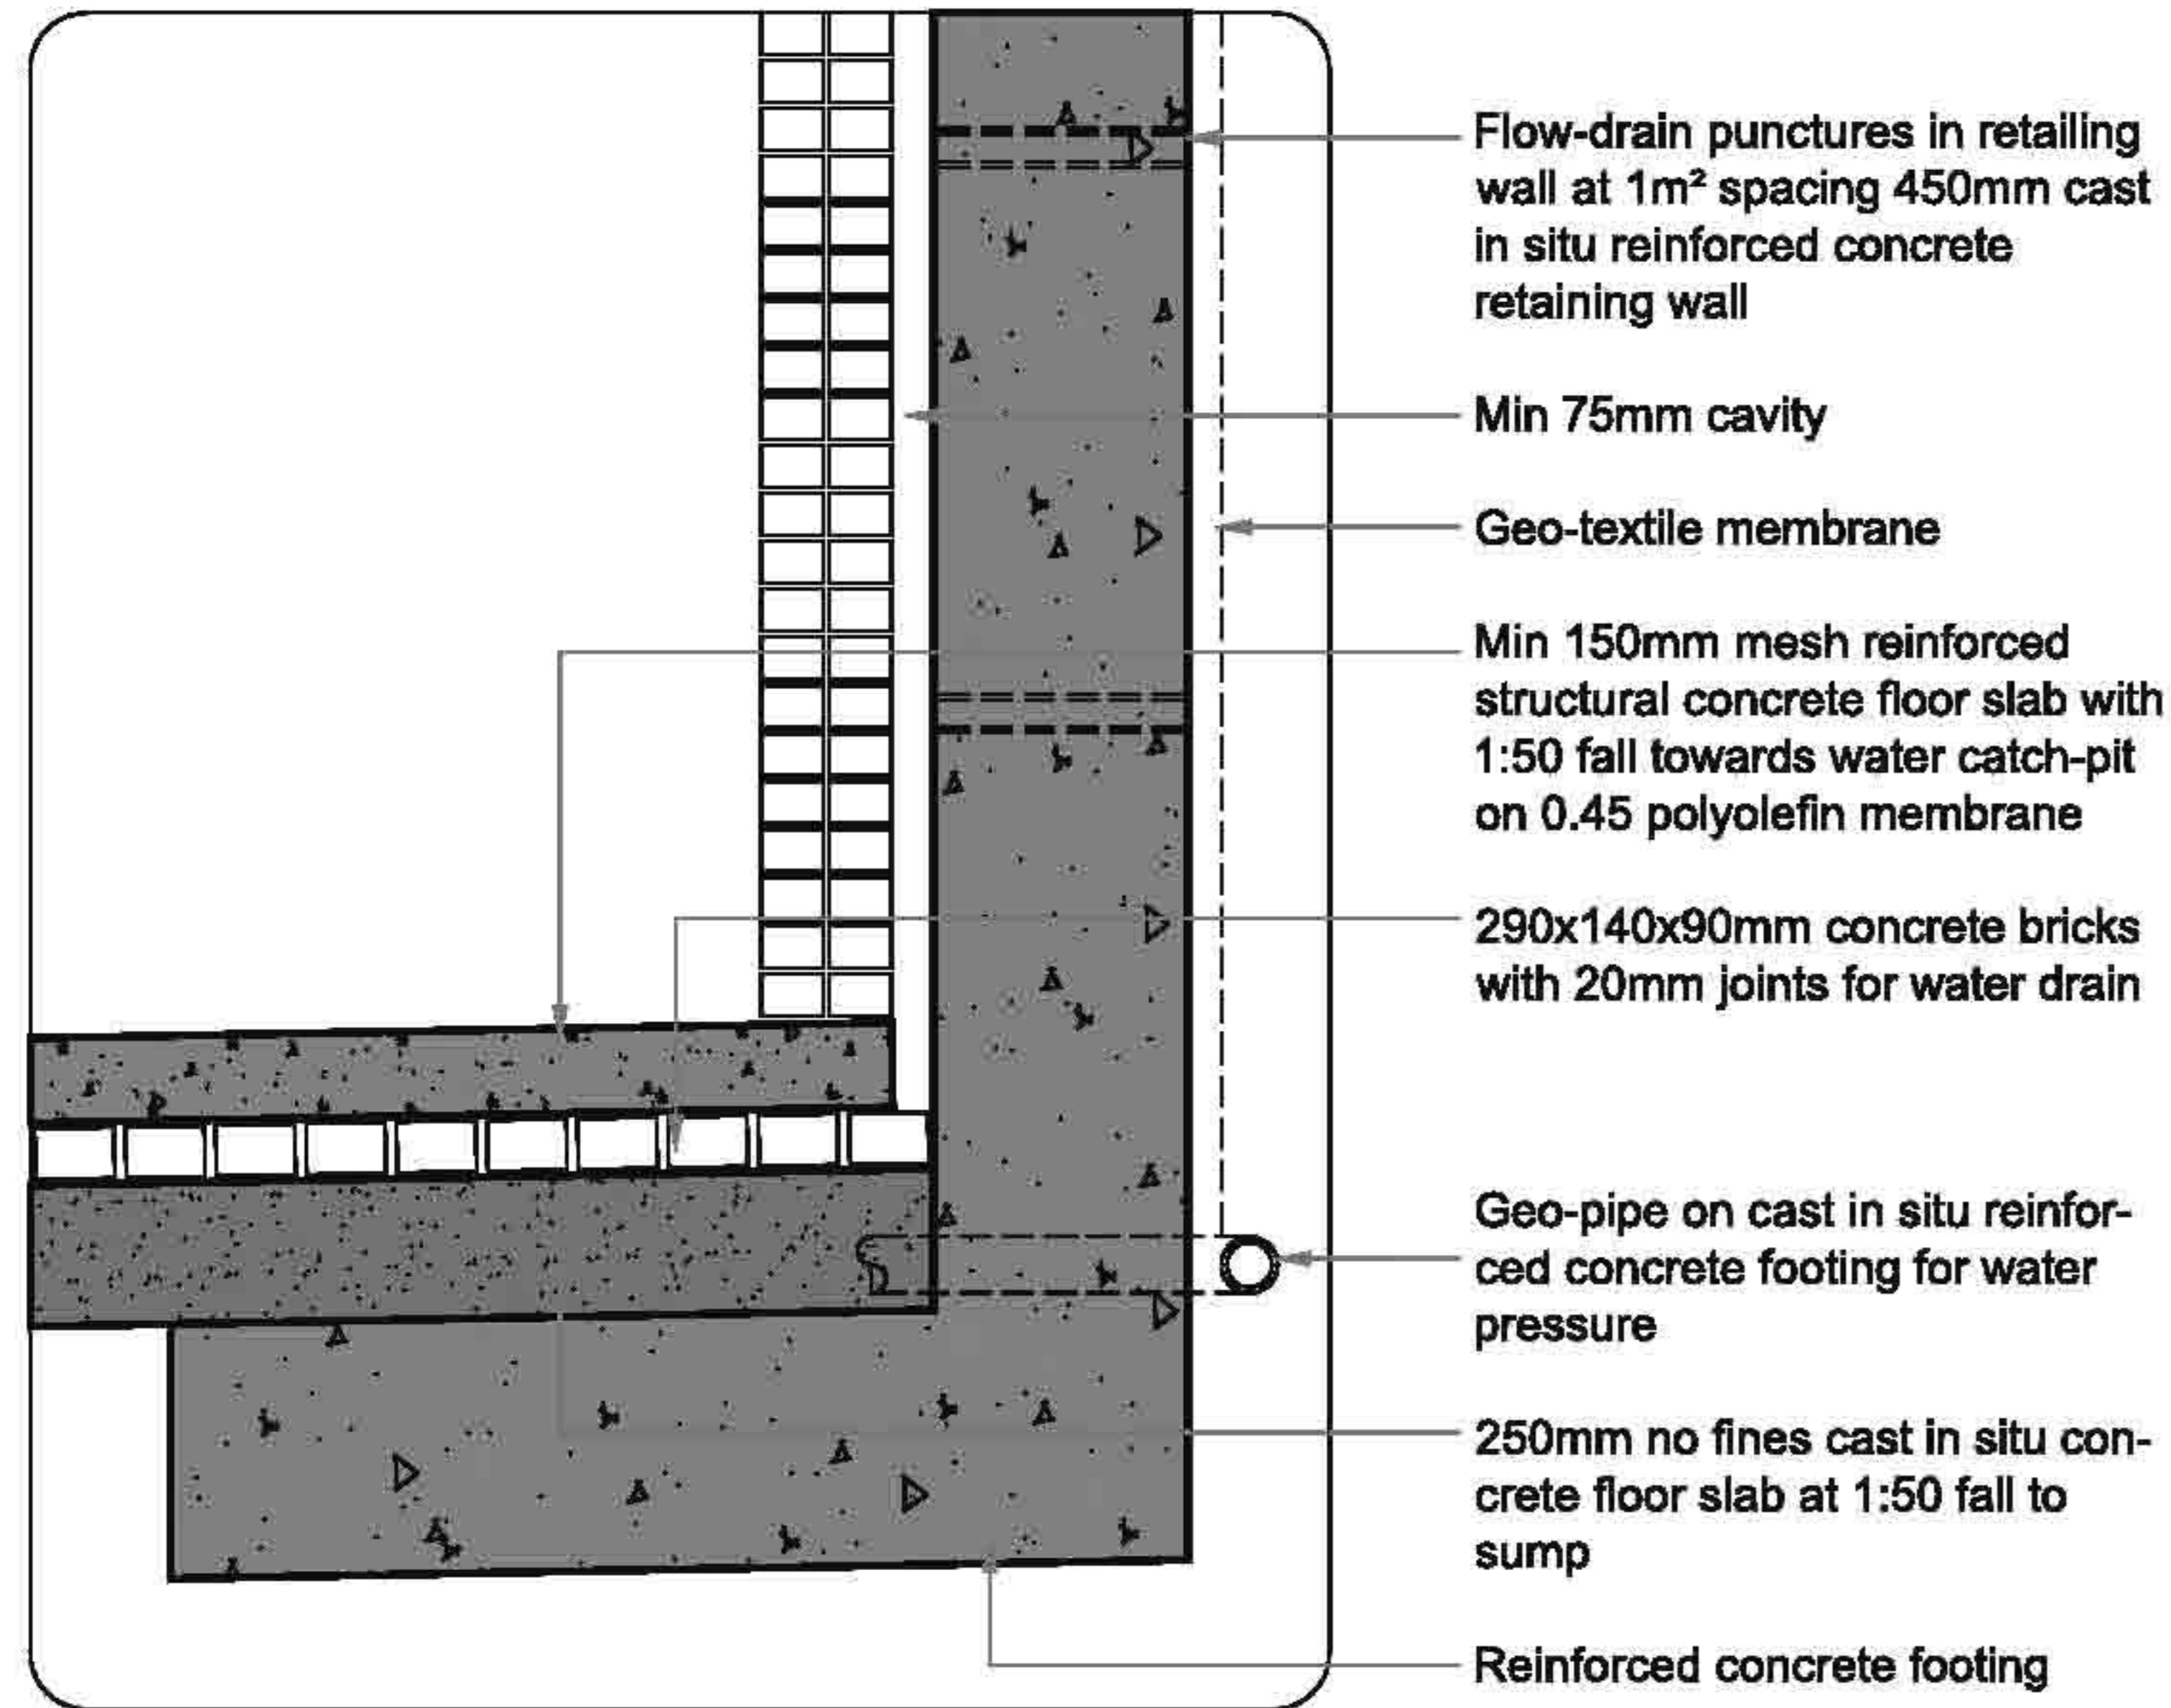 Flow-drain punctures in retailing
wall at 1m² spacing 450mm cast
in situ reinforced concrete
retaining wall
Min 75mm cavity
Geo-textile membrane
Min 150mm mesh reinforced
structural concrete floor slab with
1:50 fall towards water catch-pit
on 0.45 polyolefin membrane
290x140x90mm concrete bricks
with 20mm joints for water drain
Geo-pipe on cast in situ reinfor-
ced concrete footing for water
pressure
250mm no fines cast in situ con-
crete floor slab at 1:50 fall to
sump
Reinforced concrete footing